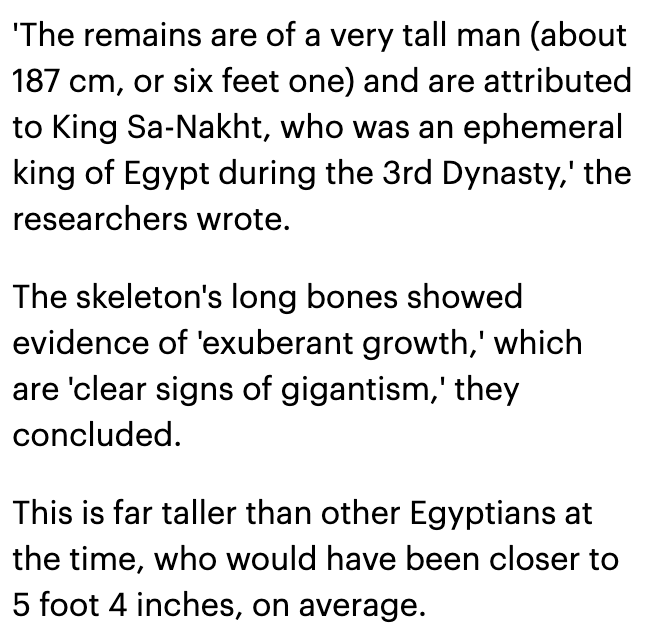 'The remains are of a very tall man (about
187 cm, or six feet one) and are attributed
to King Sa-Nakht, who was an ephemeral
king of Egypt during the 3rd Dynasty,' the
researchers wrote.
The skeleton's long bones showed
evidence of 'exuberant growth,' which
are 'clear signs of gigantism,' they
concluded.
This is far taller than other Egyptians at
the time, who would have been closer to
5 foot 4 inches, on average.